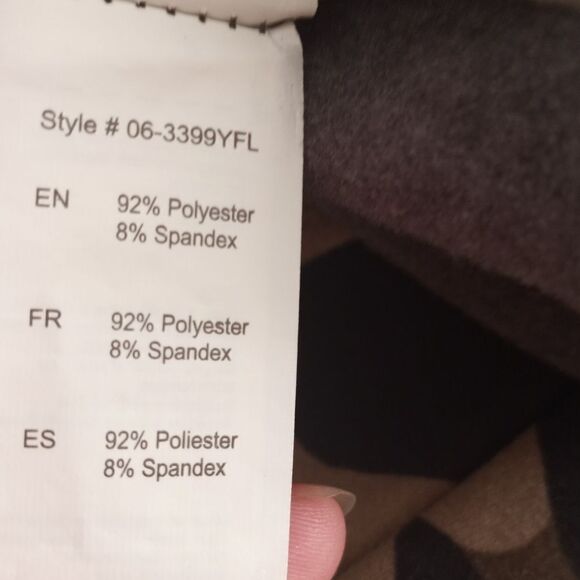 Style # 06-3399YFL
EN 92% Polyester
8% Spandex
FR 92% Polyester
8% Spandex
ES 92% Poliester
8% Spandex